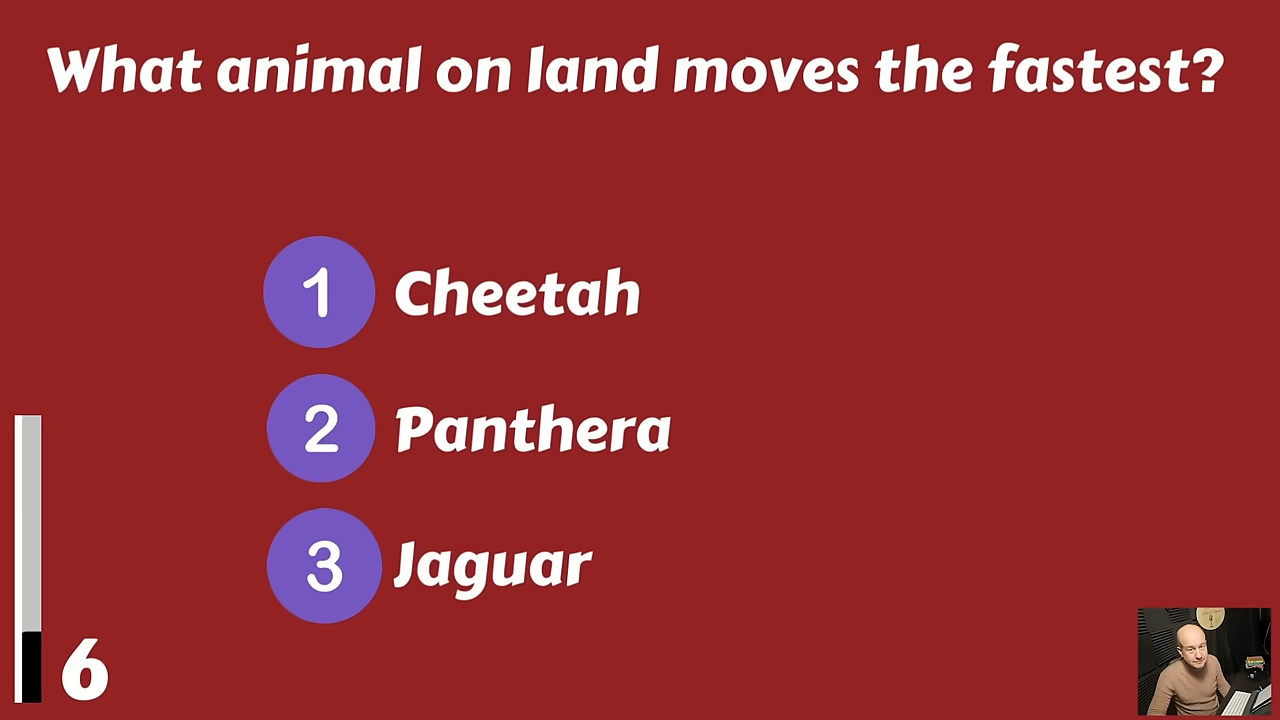 What animal on land moves the fastest?
1 Cheetah
2 Panthera
3 Jaguar
6